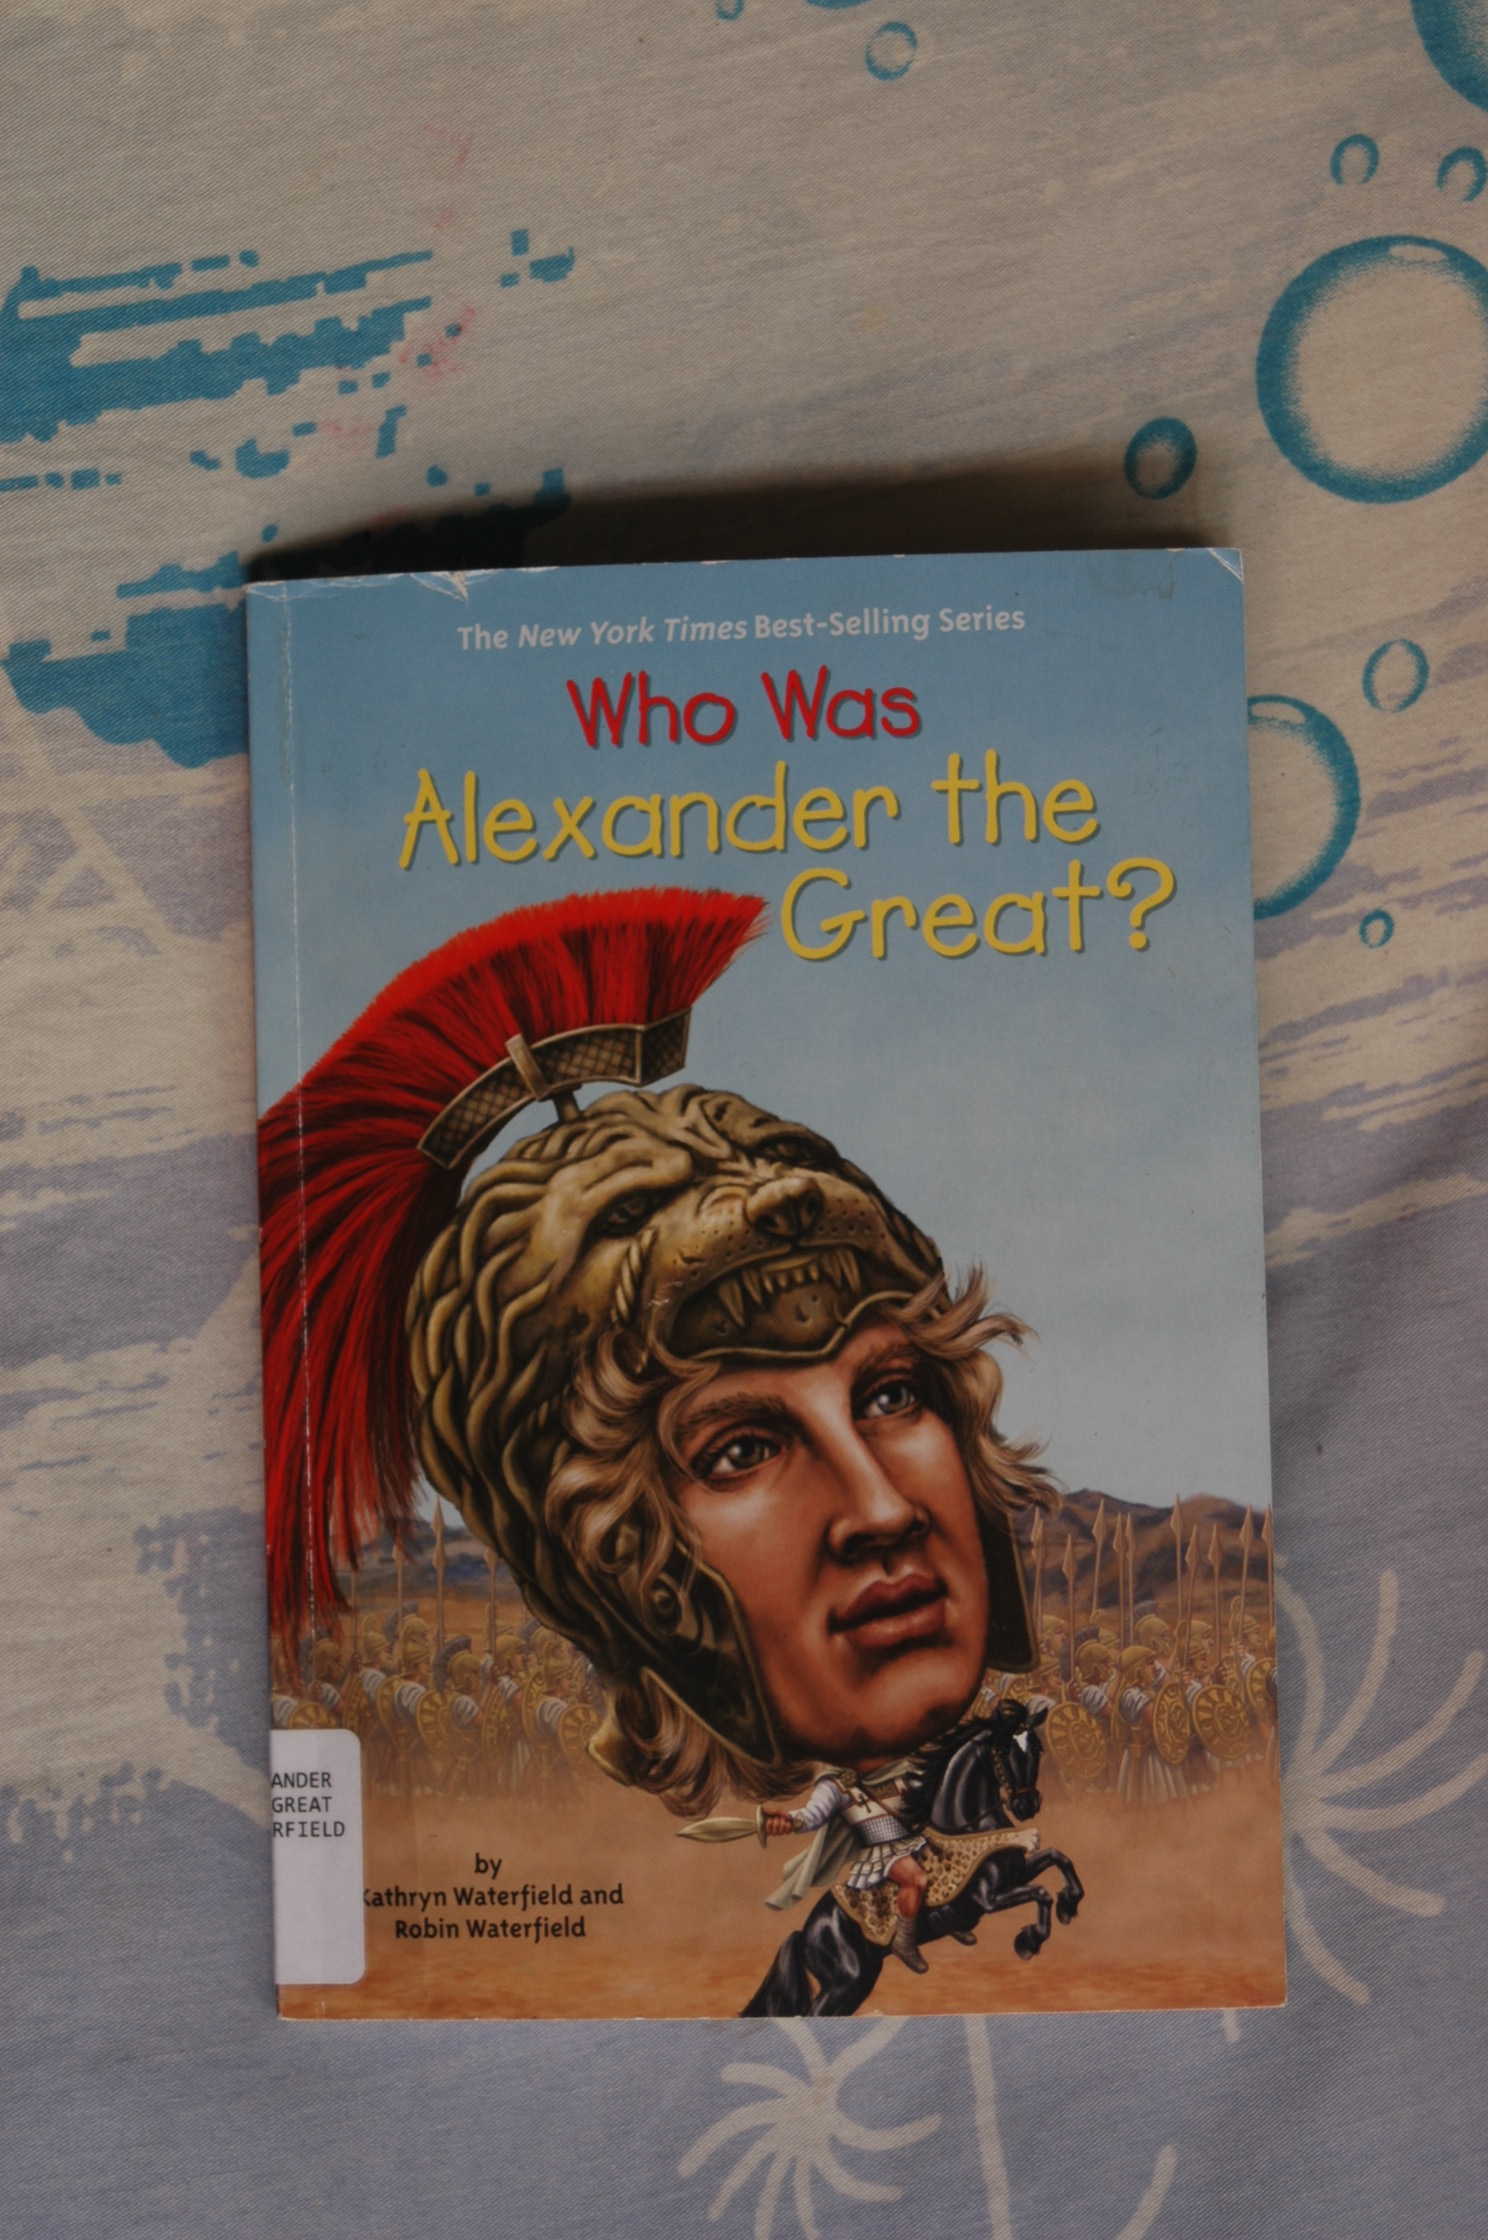 The New York Times Best-Selling Series
Who Was
Alexander the
Great?
ANDER
GREAT
RFIELD
by
Kathryn Waterfield and
Robin Waterfield